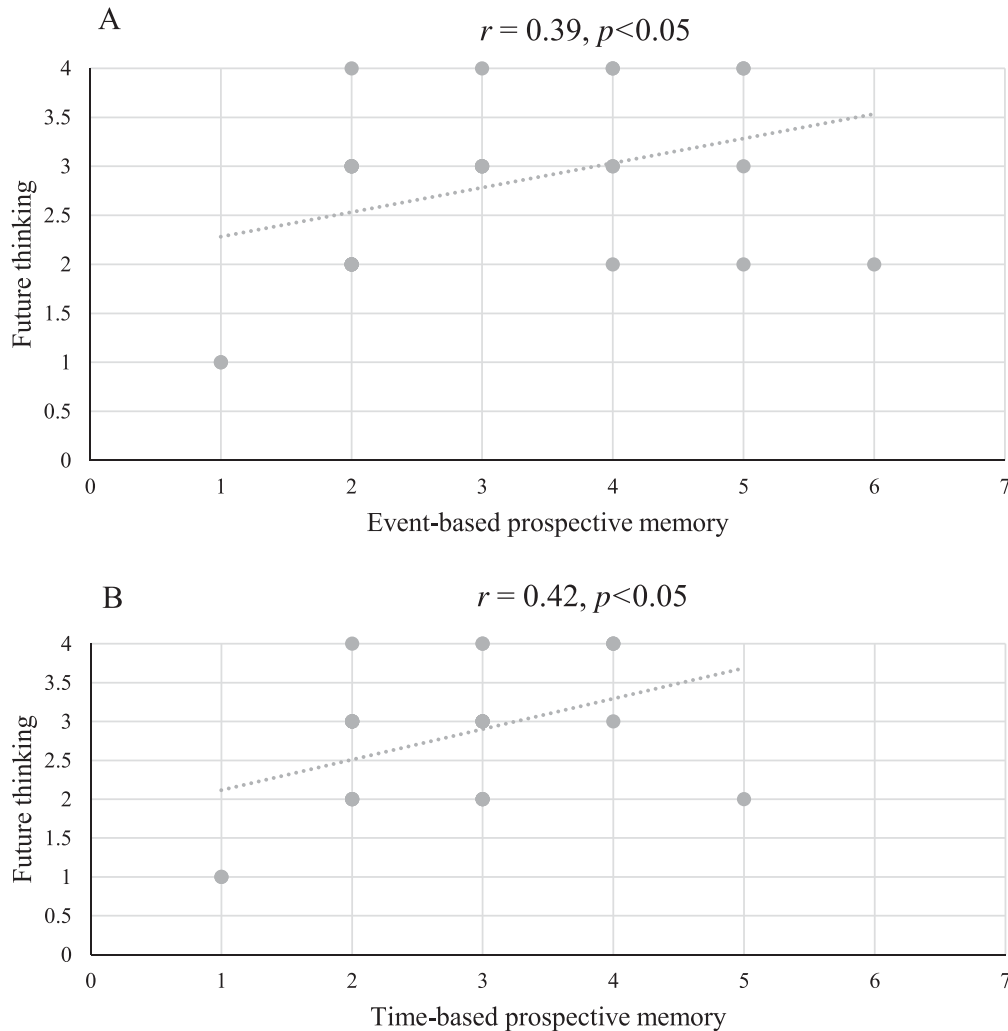 A
r = 0.39, p<0.05
4
3.5
3
2.5
2
1.5
1
0.5
0
Future thinking
0 1 2 3 4 5 6 7
Event-based prospective memory
B
r = 0.42, p<0.05
4
3.5
3
2.5
2
1.5
1
0.5
0
Future thinking
0 1 2 3 4 5 6 7
Time-based prospective memory